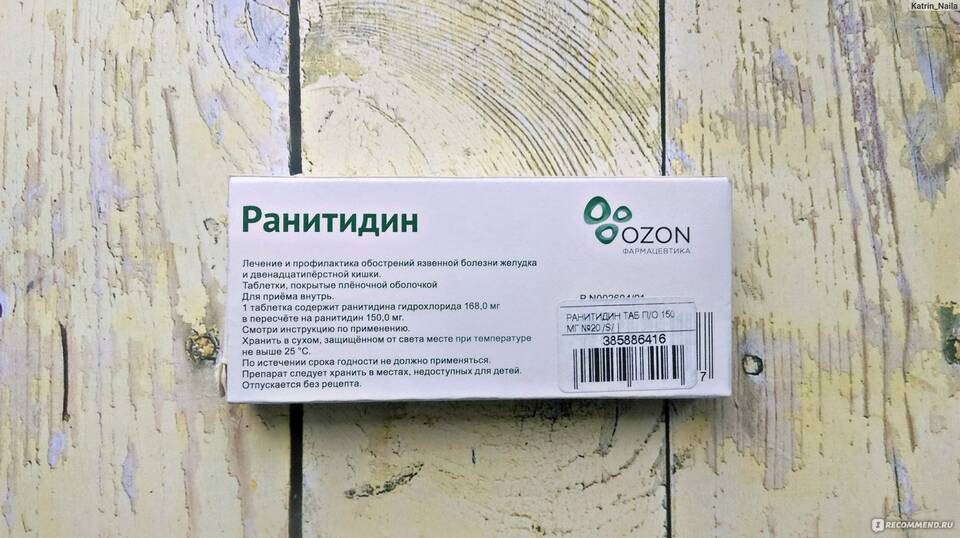 Katrin_Naila
Ранитидин
OZON
ФАРМАЦЕВТИКА
Лечение и профилактика обострений язвенной болезни желудка
и двенадцатипёрстной кишки.
Таблетки, покрытые плёночной оболочкой
Для приёма внутрь.
1 таблетка содержит ранитидина гидрохлорида 168,0 мг
в пересчёте на ранитидин 150,0 мг.
Смотри инструкцию по применению.
Хранить в сухом, защищённом от света месте при температуре
не выше 25 °С.
По истечении срока годности не должно применяться.
Препарат следует хранить в местах, недоступных для детей.
Отпускается без рецепта.
РАНИТИДИН ТАБ П/О 150
МГ №20 /S/
385886416
7
IRECOMMEND.RU